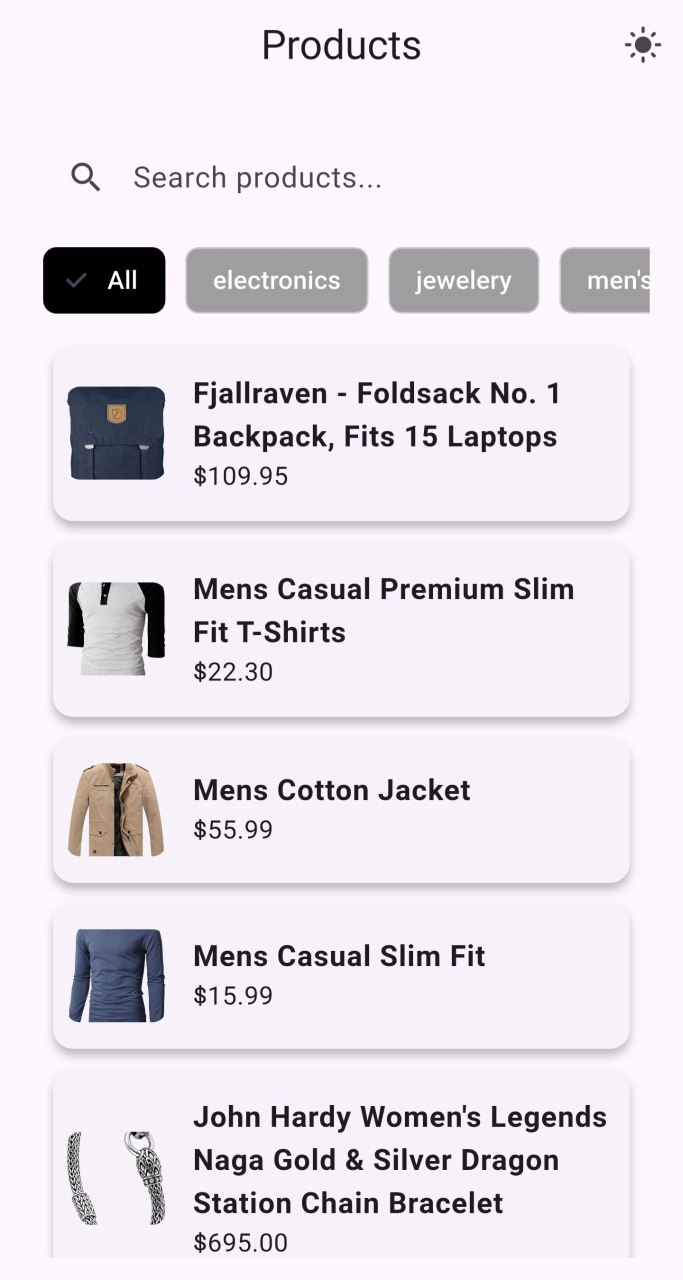 Products
Search products...
All
electronics
jewelery
men's
Fjallraven - Foldsack No. 1
Backpack, Fits 15 Laptops
$109.95
Mens Casual Premium Slim
Fit T-Shirts
$22.30
Mens Cotton Jacket
$55.99
Mens Casual Slim Fit
$15.99
John Hardy Women's Legends
Naga Gold & Silver Dragon
Station Chain Bracelet
$695.00